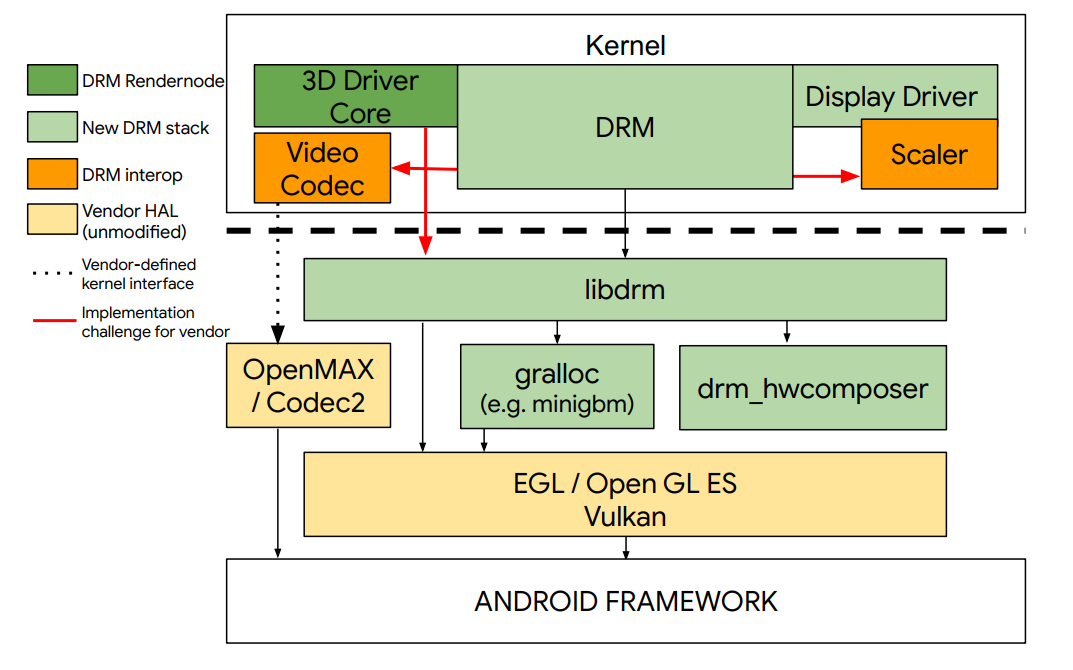 Kernel
DRM Rendernode
New DRM stack
DRM interop
Vendor HAL
(unmodified)
Vendor-defined
kernel interface
Implementation
challenge for vendor
3D Driver
Core
DRM
Display Driver
Video
Codec
Scaler
libdrm
OpenMAX
/ Codec2
gralloc
(e.g. minigbm)
drm_hwcomposer
EGL / Open GL ES
Vulkan
ANDROID FRAMEWORK